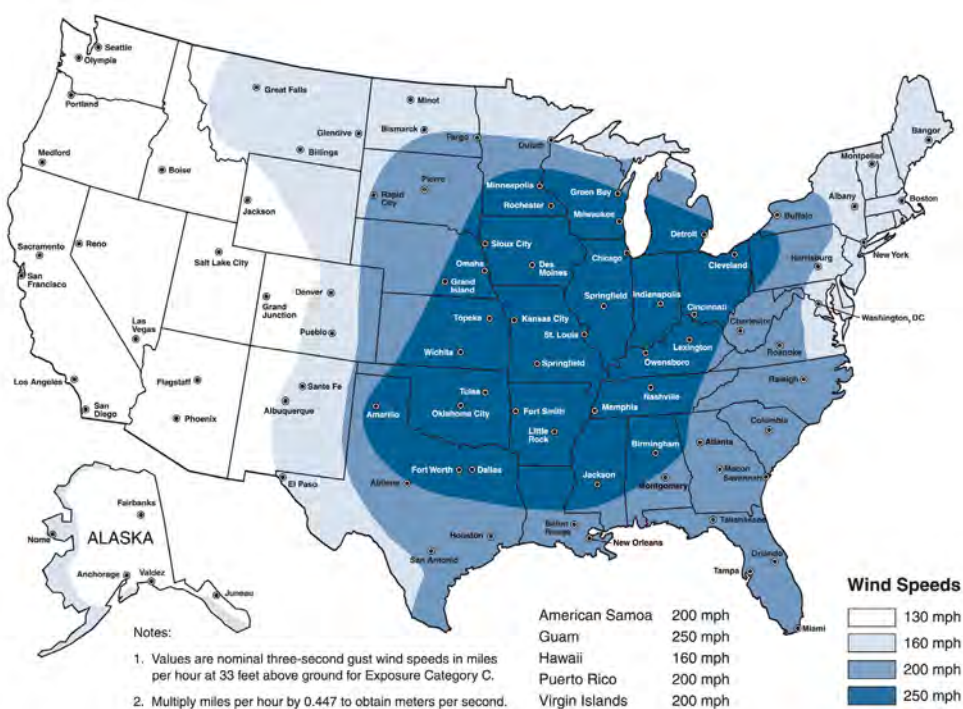 Seattle
Olympia
Portland
Medford
Boise
Great Falls
Glendive
Billings
Jackson
Minot
Bismarck
Fargo
Duluth
Pierre
Rapid City
Minneapolis
Rochester
Green Bay
Milwaukee
Chicago
Detroit
Cleveland
Buffalo
Montpelier
Bangor
Albany
Boston
New York
Harrisburg
Washington, DC
Sacramento
San Francisco
Reno
Las Vegas
Los Angeles
San Diego
Salt Lake City
Grand Junction
Denver
Pueblo
Flagstaff
Phoenix
Santa Fe
Albuquerque
El Paso
Sioux City
Omaha
Des Moines
Grand Island
Topeka
Kansas City
Wichita
Springfield
St. Louis
Springfield
Indianapolis
Cincinnati
Lexington
Owensboro
Charleston
Roanoke
Raleigh
Nashville
Memphis
Tulsa
Oklahoma City
Amarillo
Fort Smith
Little Rock
Birmingham
Atlanta
Columbia
Macon
Savannah
Montgomery
Jackson
Fort Worth
Dallas
Abilene
Houston
San Antonio
Baton Rouge
New Orleans
Tallahassee
Orlando
Tampa
Miami
ALASKA
Fairbanks
Nome
Anchorage
Valdez
Juneau
Notes:
1. Values are nominal three-second gust wind speeds in miles
per hour at 33 feet above ground for Exposure Category C.
2. Multiply miles per hour by 0.447 to obtain meters per second.
American Samoa 200 mph
Guam 250 mph
Hawaii 160 mph
Puerto Rico 200 mph
Virgin Islands 200 mph
Wind Speeds
130 mph
160 mph
200 mph
250 mph